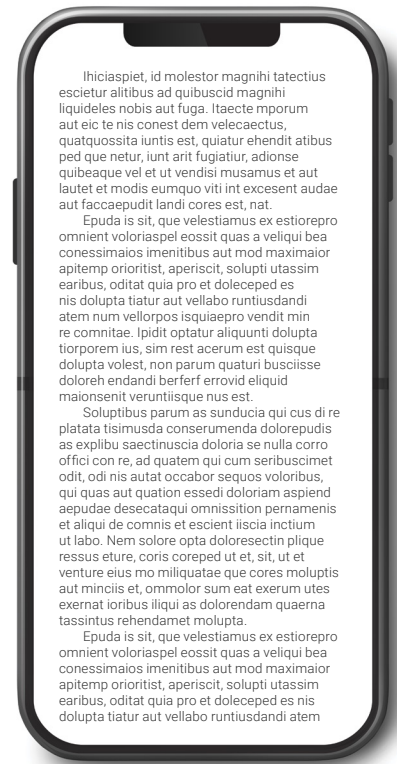 Ihiciaspiet, id molestor magnihi tatectius
escietur alitibus ad quibuscid magnihi
liquideles nobis aut fuga. Itaecte mporum
aut eic te nis conest dem velecaectus,
quatquossita iuntis est, quiatur ehendit atibus
ped que netur, iunt arit fugiatiur, adionse
quibeaque vel et ut vendisi musamus et aut
lautet et modis eumquo viti int excesent audae
aut faccaepudit landi cores est, nat.
Epuda is sit, que velestiamus ex estiorepro
omnient voloriaspel eossit quas a veliqui bea
conessimaios imenitibus aut mod maximaior
apitemp orioritist, aperiscit, solupti utassim
earibus, oditat quia pro et doleceped es
nis dolupta tiatur aut vellabo runtiusdandi
atem num vellorpos isquiaepro vendit min
re comnitae. Ipidit optatur aliquunti dolupta
tiorporem ius, sim rest acerum est quisque
dolupta volest, non parum quaturi busciisse
doloreh endandi berferf errovid eliquid
maionsenit veruntiisque nus est.
Soluptibus parum as sunducia qui cus di re
platata tisimusda conserumenda dolorepudis
as explibu saectinuscia doloria se nulla corro
offici con re, ad quatem qui cum seribuscimet
odit, odi nis autat occabor sequos voloribus,
qui quas aut quation essedi doloriam aspiend
aepudae desecataqui omnissition pernamenis
et aliqui de comnis et escient iiscia inctium
ut labo. Nem solore opta doloresectin plique
ressus eture, coris coreped ut et, sit, ut et
venture eius mo miliquatae que cores moluptis
aut minciis et, ommolor sum eat exerum utes
exernat ioribus iliqui as dolorendam quaerna
tassintus rehendamet molupta.
Epuda is sit, que velestiamus ex estiorepro
omnient voloriaspel eossit quas a veliqui bea
conessimaios imenitibus aut mod maximaior
apitemp orioritist, aperiscit, solupti utassim
earibus, oditat quia pro et doleceped es nis
dolupta tiatur aut vellabo runtiusdandi atem